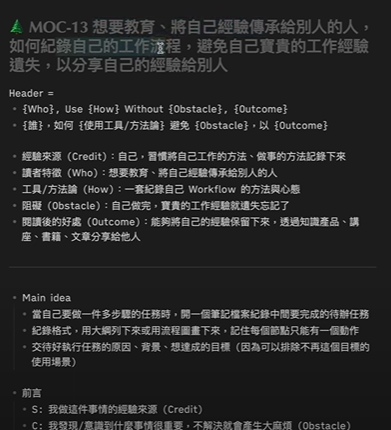 🌲 MOC-13 想要教育、將自己經驗傳承給別人的人，
如何紀錄自己的工作流程，避免自己寶貴的工作經驗
遺失，以分享自己的經驗給別人
Header =
• {Who}, Use {How} Without {Obstacle}, {Outcome}
• {誰}，如何 {使用工具/方法論} 避免 {Obstacle}，以 {Outcome}
• 經驗來源（Credit）：自己，習慣將自己工作的方法、做事的方法記錄下來
• 讀者特徵（Who）：想要教育、將自己經驗傳承給別人的人
• 工具/方法論（How）：一套紀錄自己 Workflow 的方法與心態
• 阻礙（Obstacle）：自己做完，寶貴的工作經驗就遺失忘記了
• 閱讀後的好處（Outcome）：能夠將自己的經驗保留下來，透過知識產品、講
座、書籍、文章分享給他人
• Main idea
• 當自己要做一件多步驟的任務時，開一個筆記檔案紀錄中間要完成的待辦任務
• 紀錄格式，用大綱列下來或用流程圖畫下來，記住每個節點只能有一個動作
• 交待好執行任務的原因、背景、想達成的目標（因為可以排除不再這個目標的
使用場景）
• 前言
• S: 我做這件事情的經驗來源（Credit）
• C: 我發現/意識到什麼事情很重要，不解決就會產生大麻煩（Obstacle）